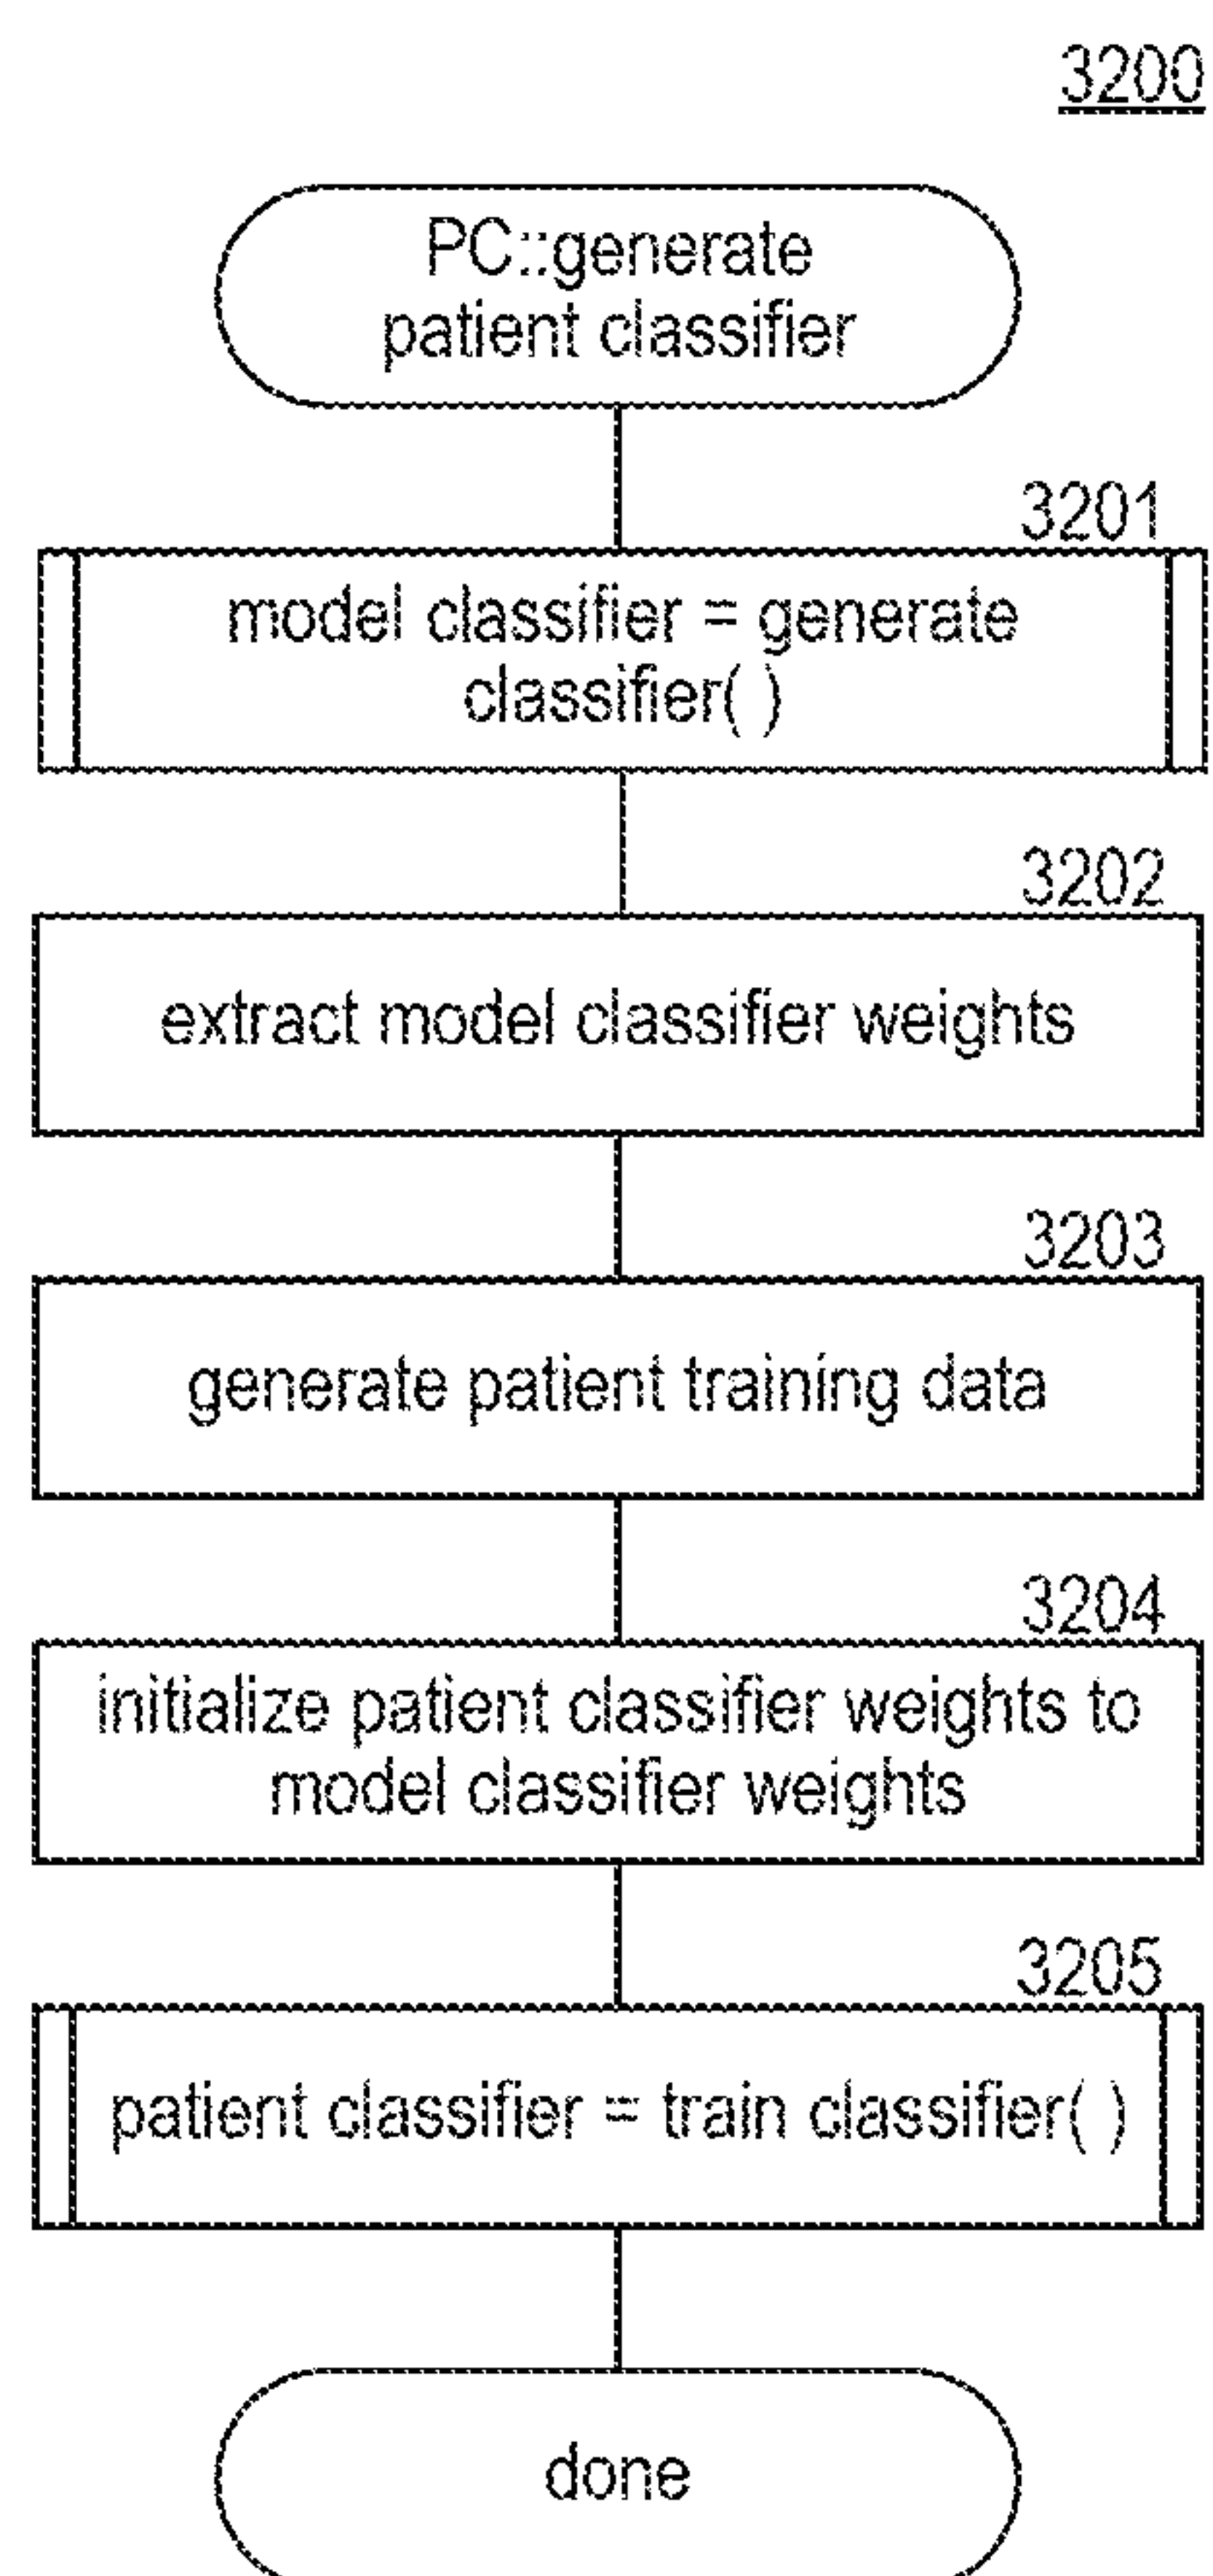 3200
PC::generate
patient classifier
3201
model classifier = generate
classifier( )
3202
extract model classifier weights
3203
generate patient training data
3204
initialize patient classifier weights to
model classifier weights
3205
patient classifier = train classifier( )
done